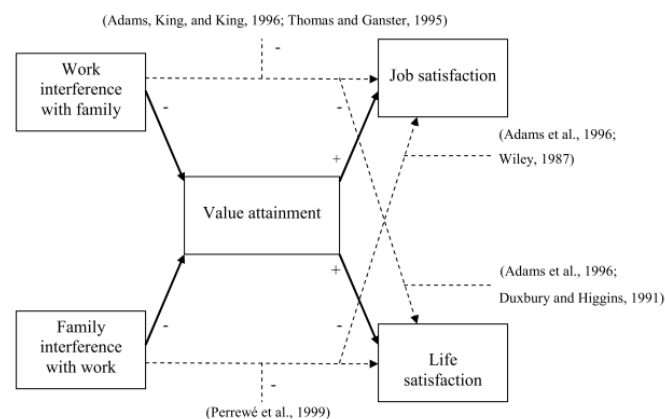 (Adams, King, and King, 1996; Thomas and Ganster, 1995)
-
Work
interference
with family
Job satisfaction
-
-
(Adams et al., 1996;
Wiley, 1987)
+
Value attainment
+
(Adams et al., 1996;
Duxbury and Higgins, 1991)
Family
interference
with work
-
-
Life
satisfaction
-
(Perrewé et al., 1999)